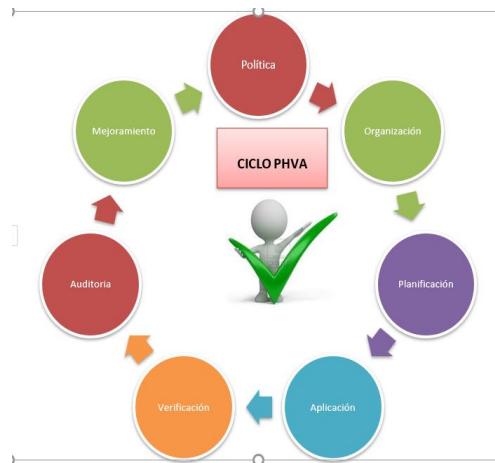 Política
Organización
Planificación
Aplicación
Verificación
Auditoria
Mejoramiento
CICLO PHVA